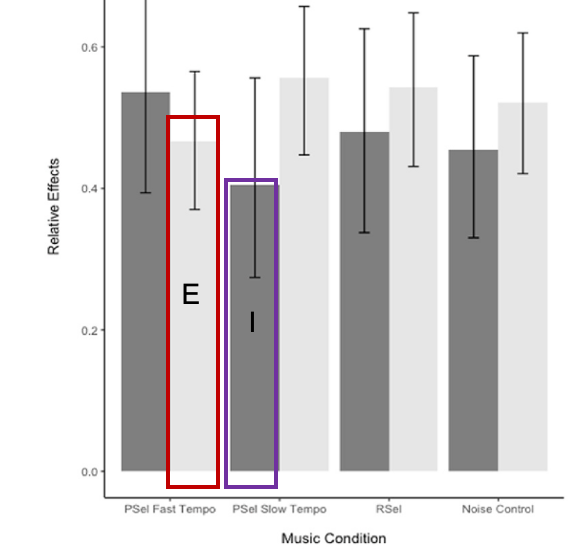 0.6
0.4
0.2
0.0
Relative Effects
E
I
PSel Fast Tempo
PSel Slow Tempo
RSel
Noise Control
Music Condition